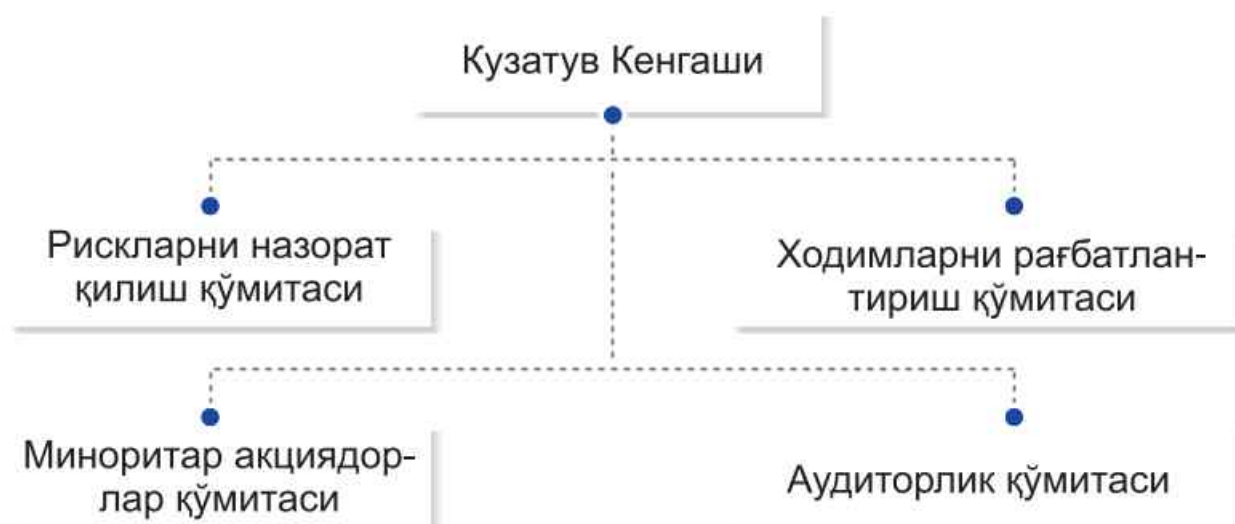 Кузатув Кенгаши
Рискларни назорат
қилиш қўмитаси
Ходимларни рағбатлан-
тириш қўмитаси
Миноритар акциядор-
лар қўмитаси
Аудиторлик қўмитаси